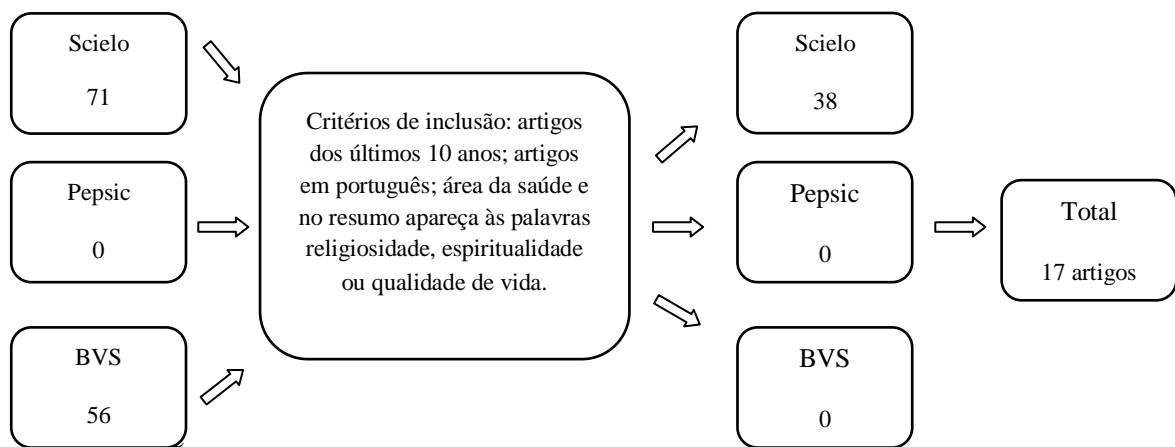 Scielo
71
Pepsic
0
BVS
56
Critérios de inclusão: artigos
dos últimos 10 anos; artigos
em português; área da saúde e
no resumo apareça às palavras
religiosidade, espiritualidade
ou qualidade de vida.
Scielo
38
Pepsic
0
BVS
0
Total
17 artigos